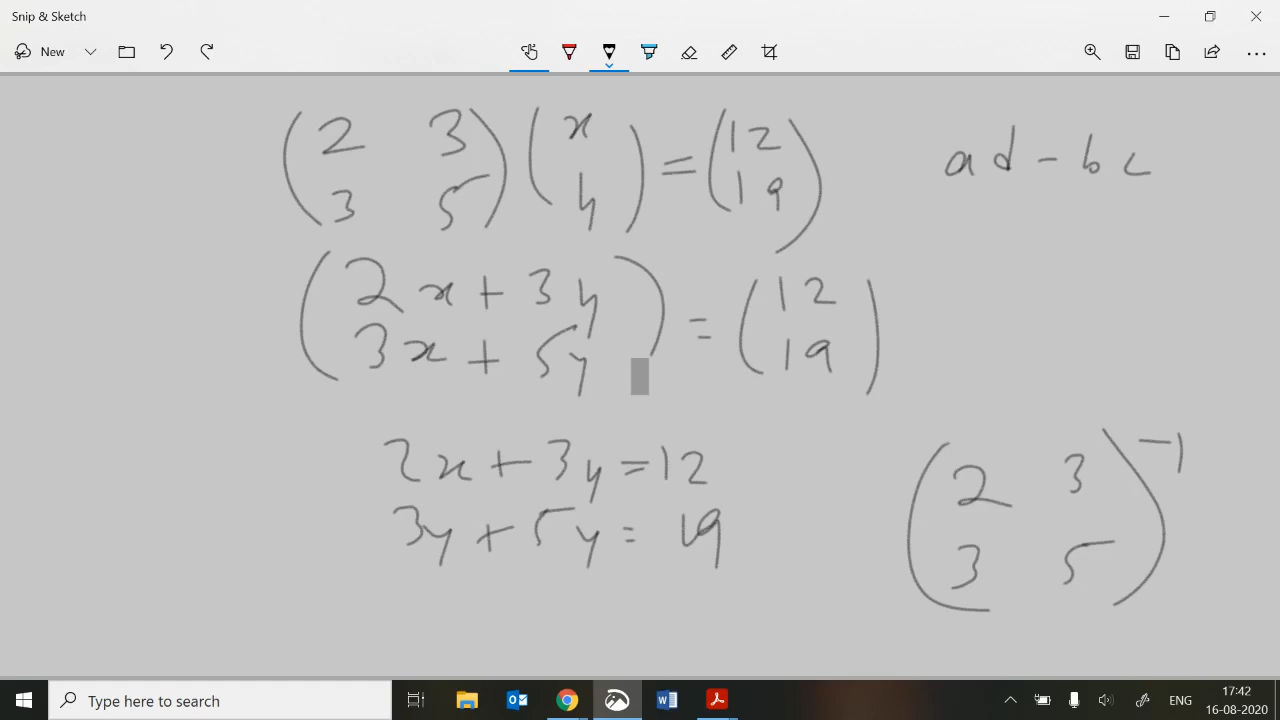 Snip & Sketch
New
(2 3) (x) = (12)
(3 5) (y) (19)
ad - bc
(2x + 3y) = (12)
(3x + 5y) (19)
2x + 3y = 12
3y + 5y = 19
(2 3)⁻¹
(3 5)
Type here to search
ENG
17:42
16-08-2020